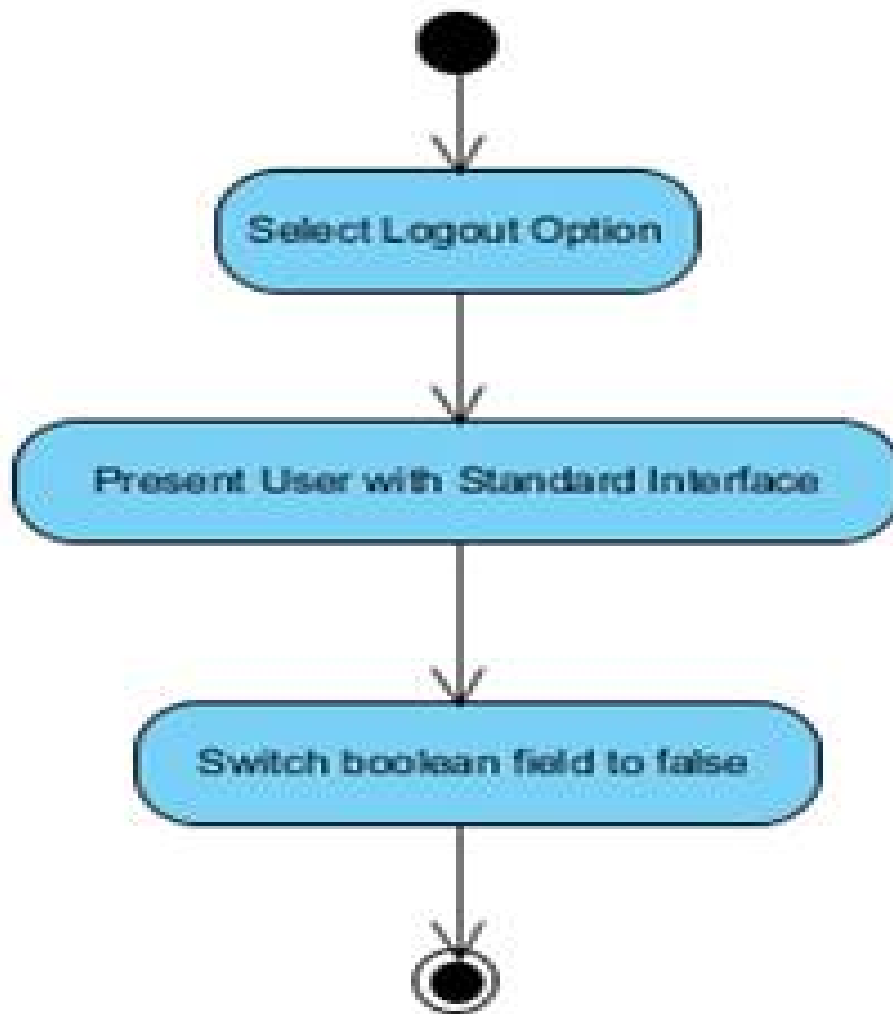 Select Logout Option
Present User with Standard Interface
Switch boolean field to false